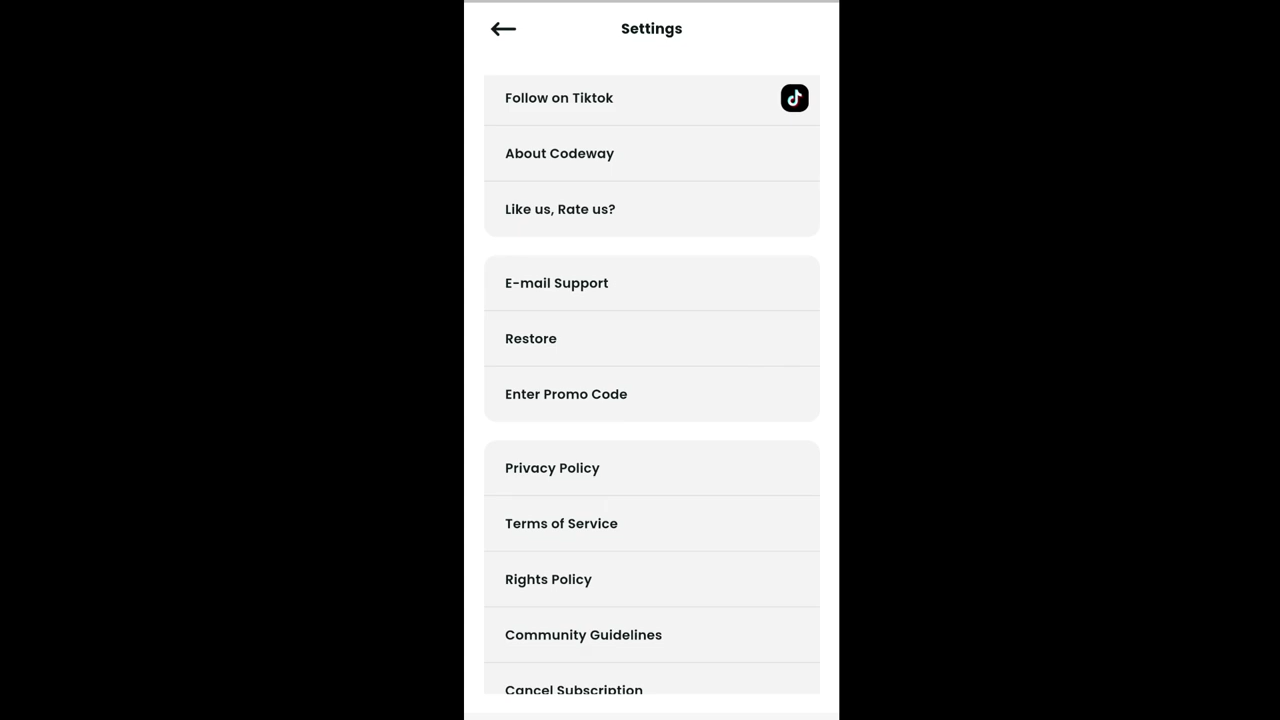 Settings
Follow on Tiktok
About Codeway
Like us, Rate us?
E-mail Support
Restore
Enter Promo Code
Privacy Policy
Terms of Service
Rights Policy
Community Guidelines
Cancel Subscription